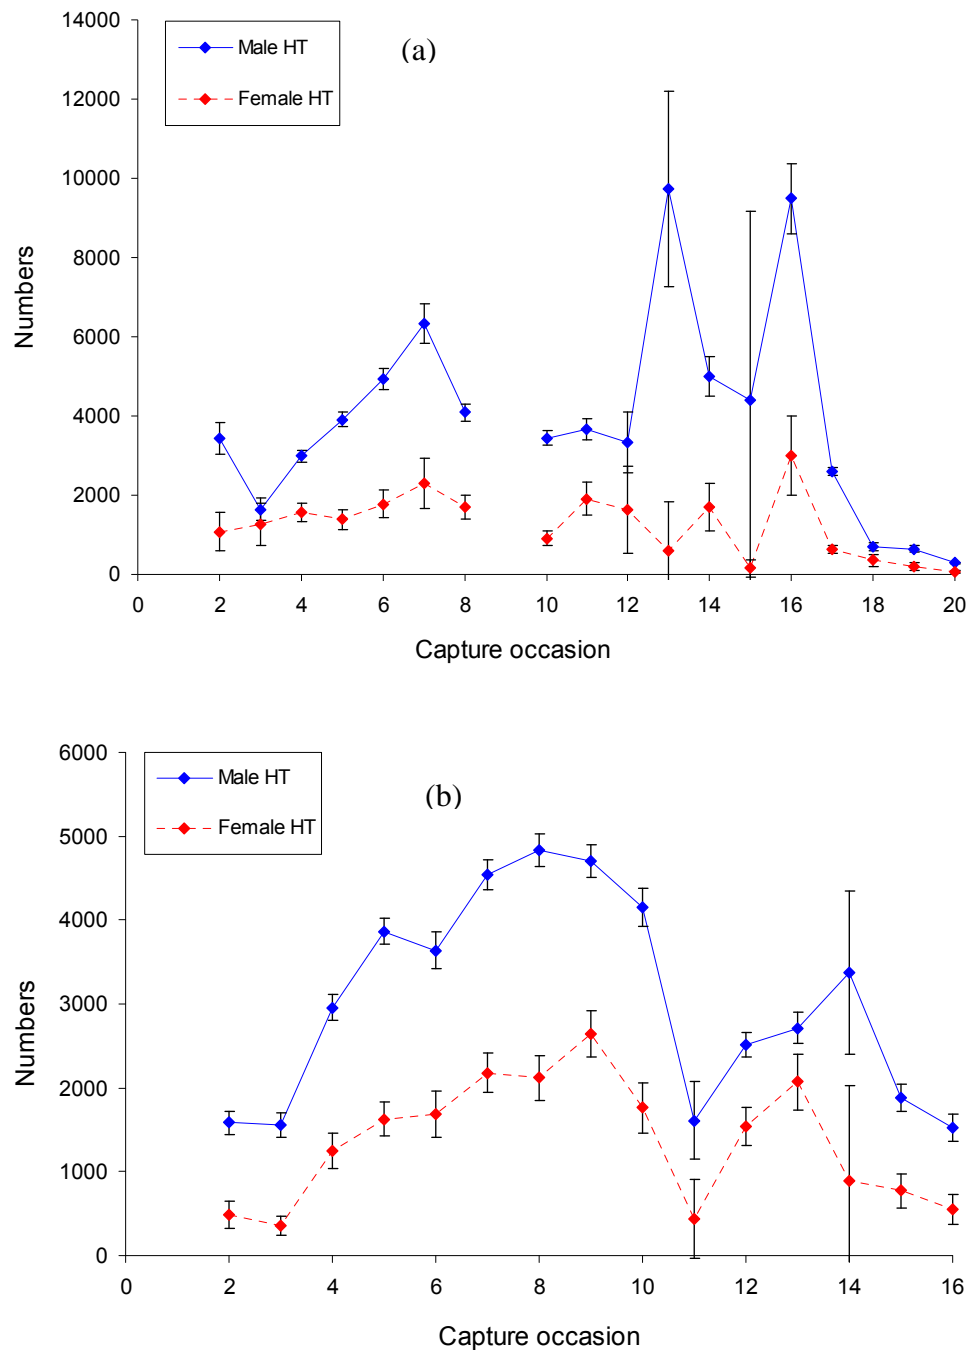 14000
Male HT
(a)
Female HT
12000
10000
8000
6000
4000
2000
0
Numbers
0 2 4 6 8 10 12 14 16 18 20
Capture occasion
6000
Male HT
(b)
Female HT
5000
4000
3000
2000
1000
0
Numbers
0 2 4 6 8 10 12 14 16
Capture occasion